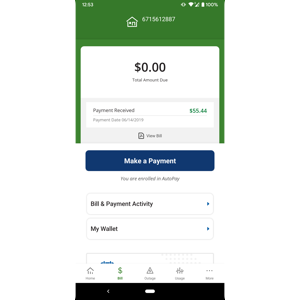 12:53
100%
6715612887
$0.00
Total Amount Due
Payment Received $55.44
Payment Date 06/14/2019
View Bill
Make a Payment
You are enrolled in AutoPay
Bill & Payment Activity
My Wallet
Home Bill Outage Usage More